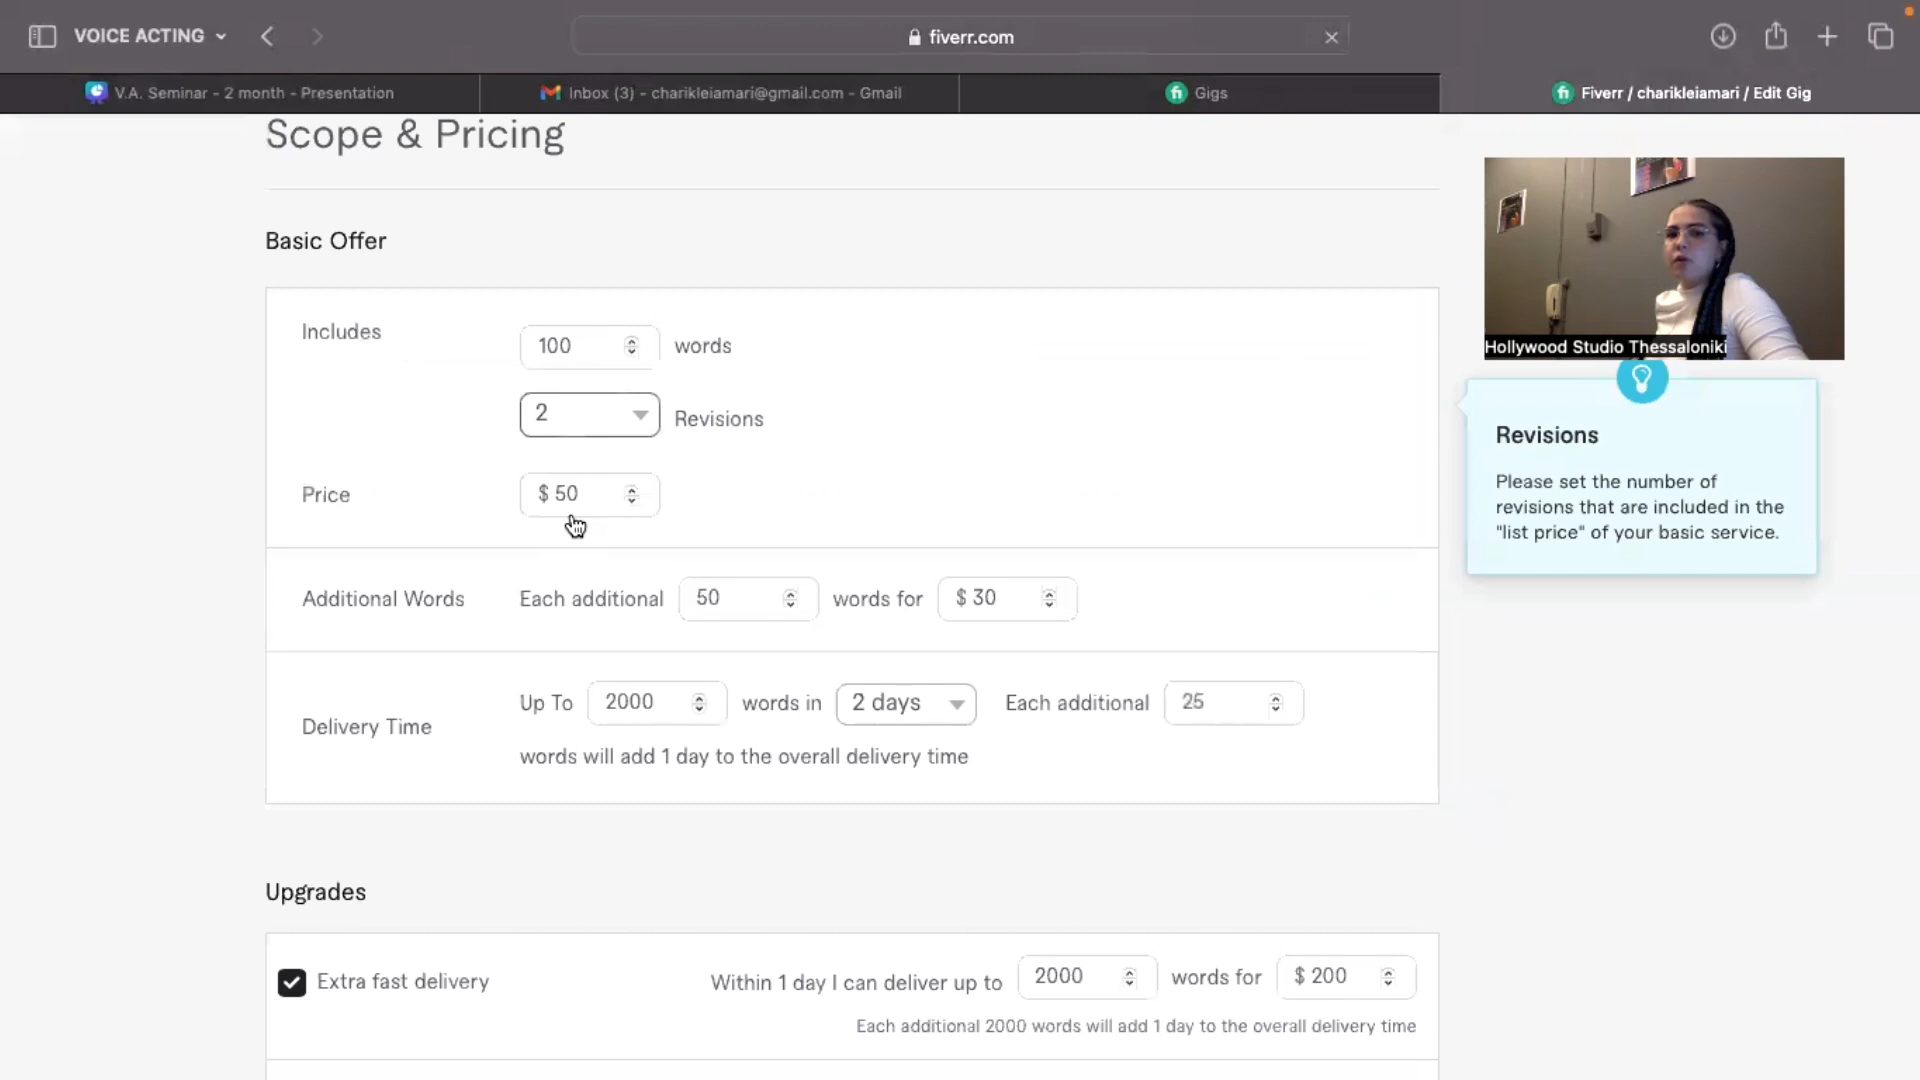 VOICE ACTING
fiverr.com
V.A. Seminar - 2 month - Presentation
Inbox (3) - charikleiamari@gmail.com - Gmail
Gigs
Fiverr / charikleiamari / Edit Gig
Scope & Pricing
Basic Offer
Includes
100 words
2 Revisions
Price
$ 50
Additional Words
Each additional 50 words for $ 30
Delivery Time
Up To 2000 words in 2 days Each additional 25
words will add 1 day to the overall delivery time
Hollywood Studio Thessaloniki
Revisions
Please set the number of
revisions that are included in the
"list price" of your basic service.
Upgrades
Extra fast delivery
Within 1 day I can deliver up to 2000 words for $ 200
Each additional 2000 words will add 1 day to the overall delivery time